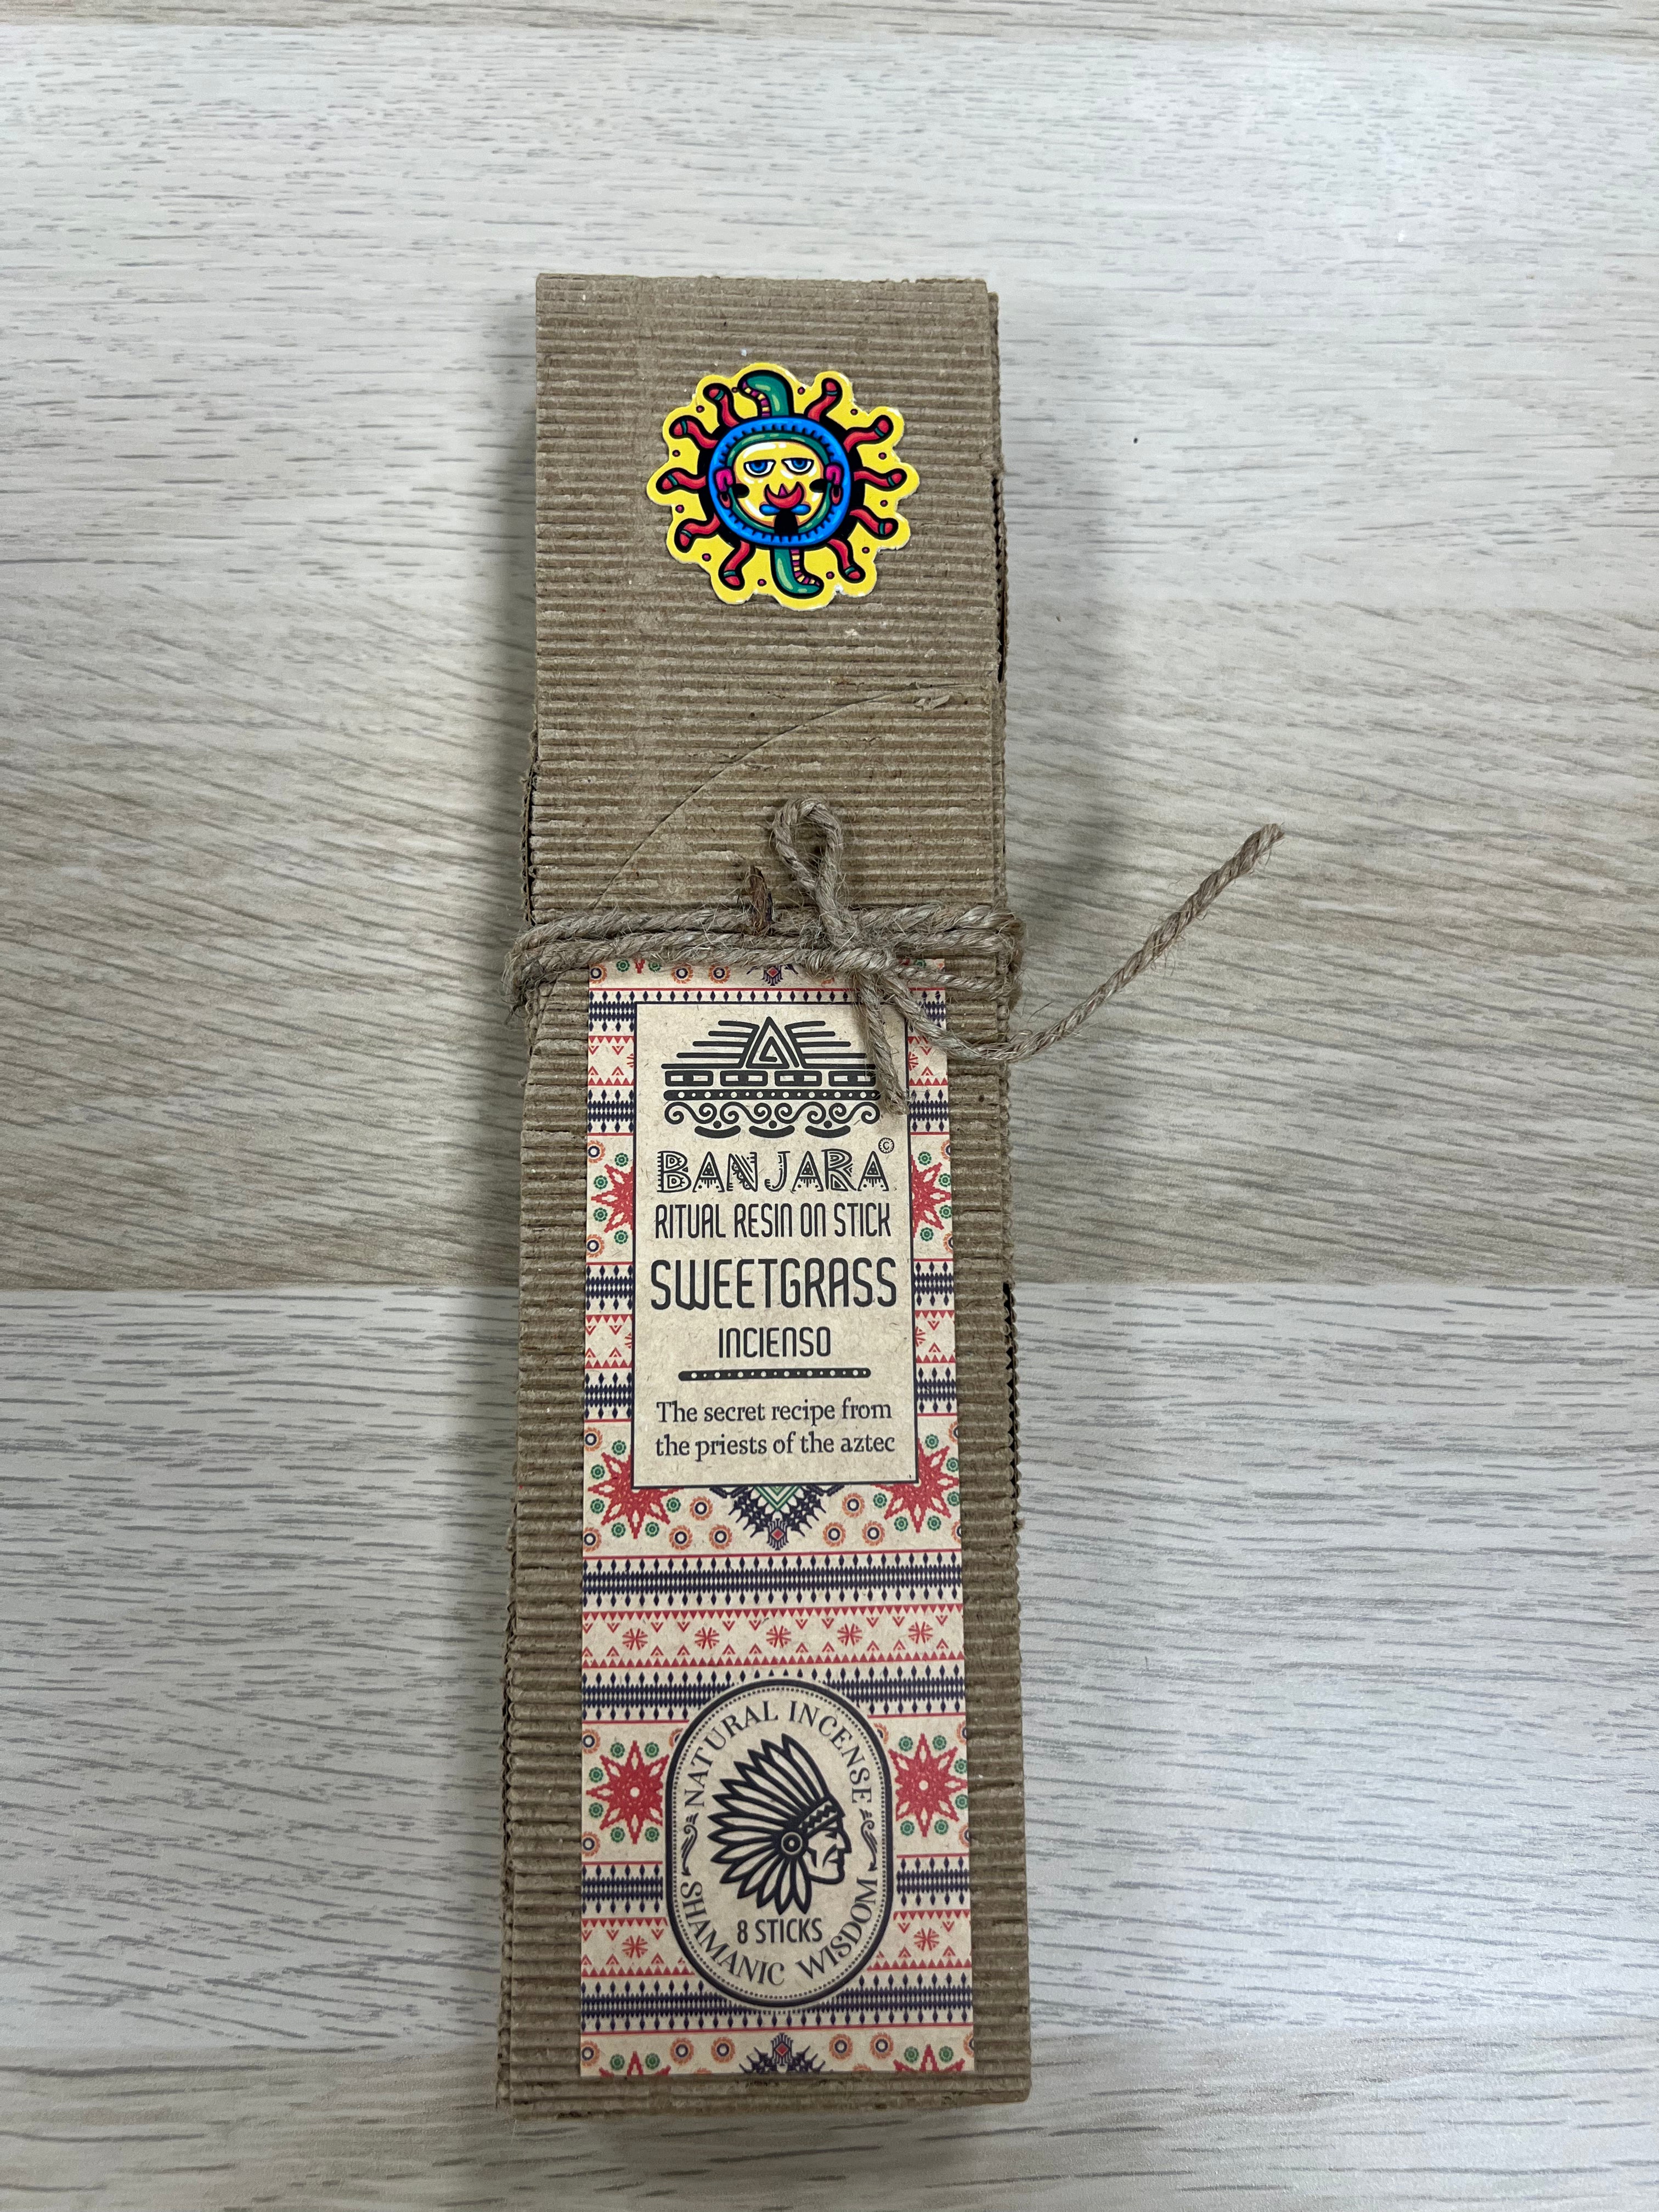 ©
BANJARA
RITUAL RESIN ON STICK
SWEETGRASS
INCIENSO
The secret recipe from
the priests of the aztec
NATURAL INCENSE
8 STICKS
SHAMANIC WISDOM